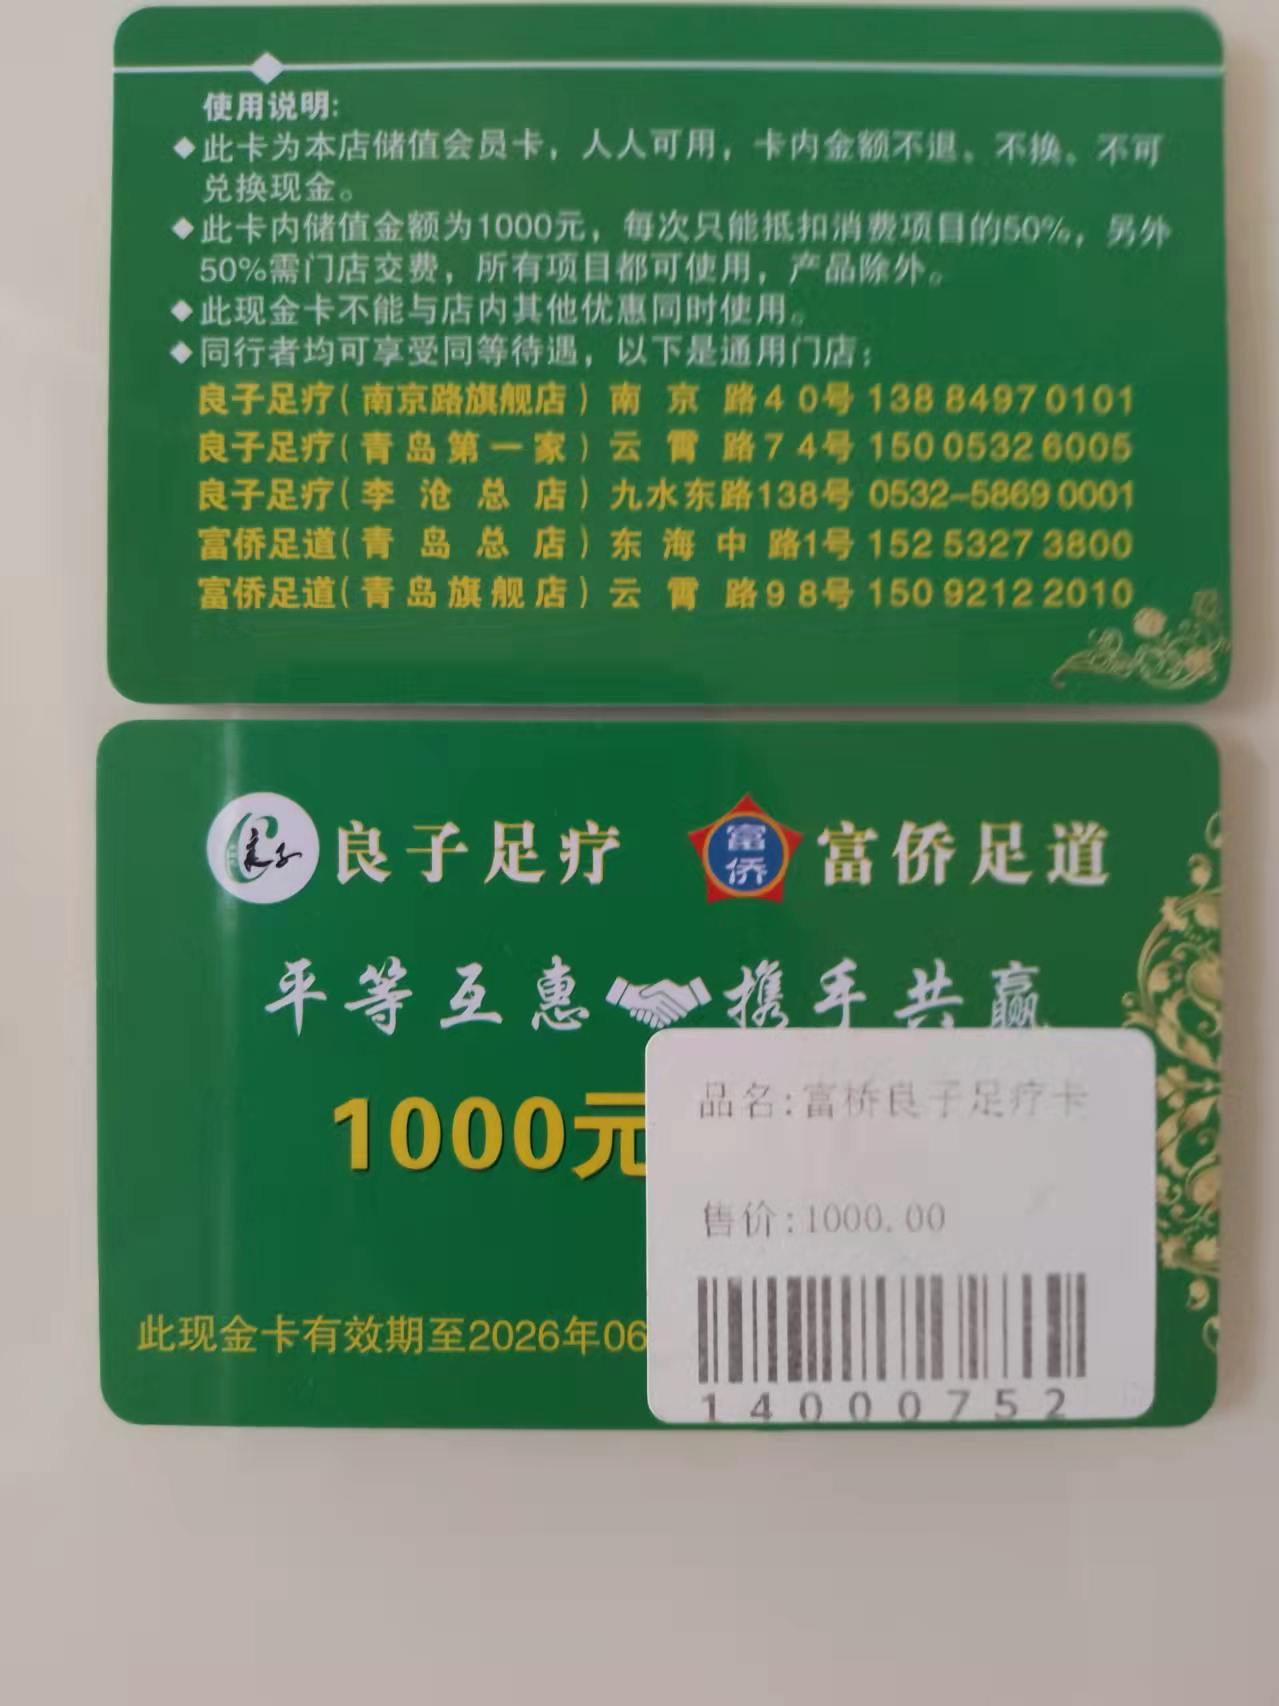 使用说明:
◆此卡为本店储值会员卡，人人可用，卡内金额不退、不换、不可
兑换现金。
◆此卡内储值金额为1000元，每次只能抵扣消费项目的50%，另外
50%需门店交费，所有项目都可使用，产品除外。
◆此现金卡不能与店内其他优惠同时使用。
◆同行者均可享受同等待遇，以下是通用门店：
良子足疗(南京路旗舰店) 南京路40号 138 8497 0101
良子足疗(青岛第一家) 云霄路74号 150 0532 6005
良子足疗(李沧总店) 九水东路138号 0532-5869 0001
富侨足道(青岛总店) 东海中路1号 152 5327 3800
富侨足道(青岛旗舰店) 云霄路98号 150 9212 2010
良子 良子足疗 富侨 富侨足道
平等互惠 携手共赢
1000元
品名:富桥良子足疗卡
售价:1000.00
此现金卡有效期至2026年06
14000752